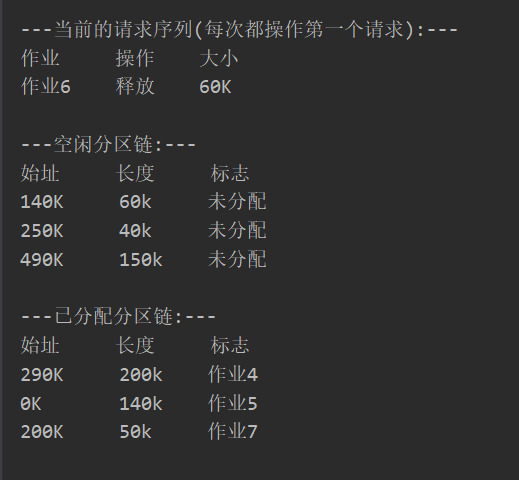 ---当前的请求序列(每次都操作第一个请求):---
作业 操作 大小
作业6 释放 60K
---空闲分区链:---
始址 长度 标志
140K 60k 未分配
250K 40k 未分配
490K 150k 未分配
---已分配分区链:---
始址 长度 标志
290K 200k 作业4
0K 140k 作业5
200K 50k 作业7